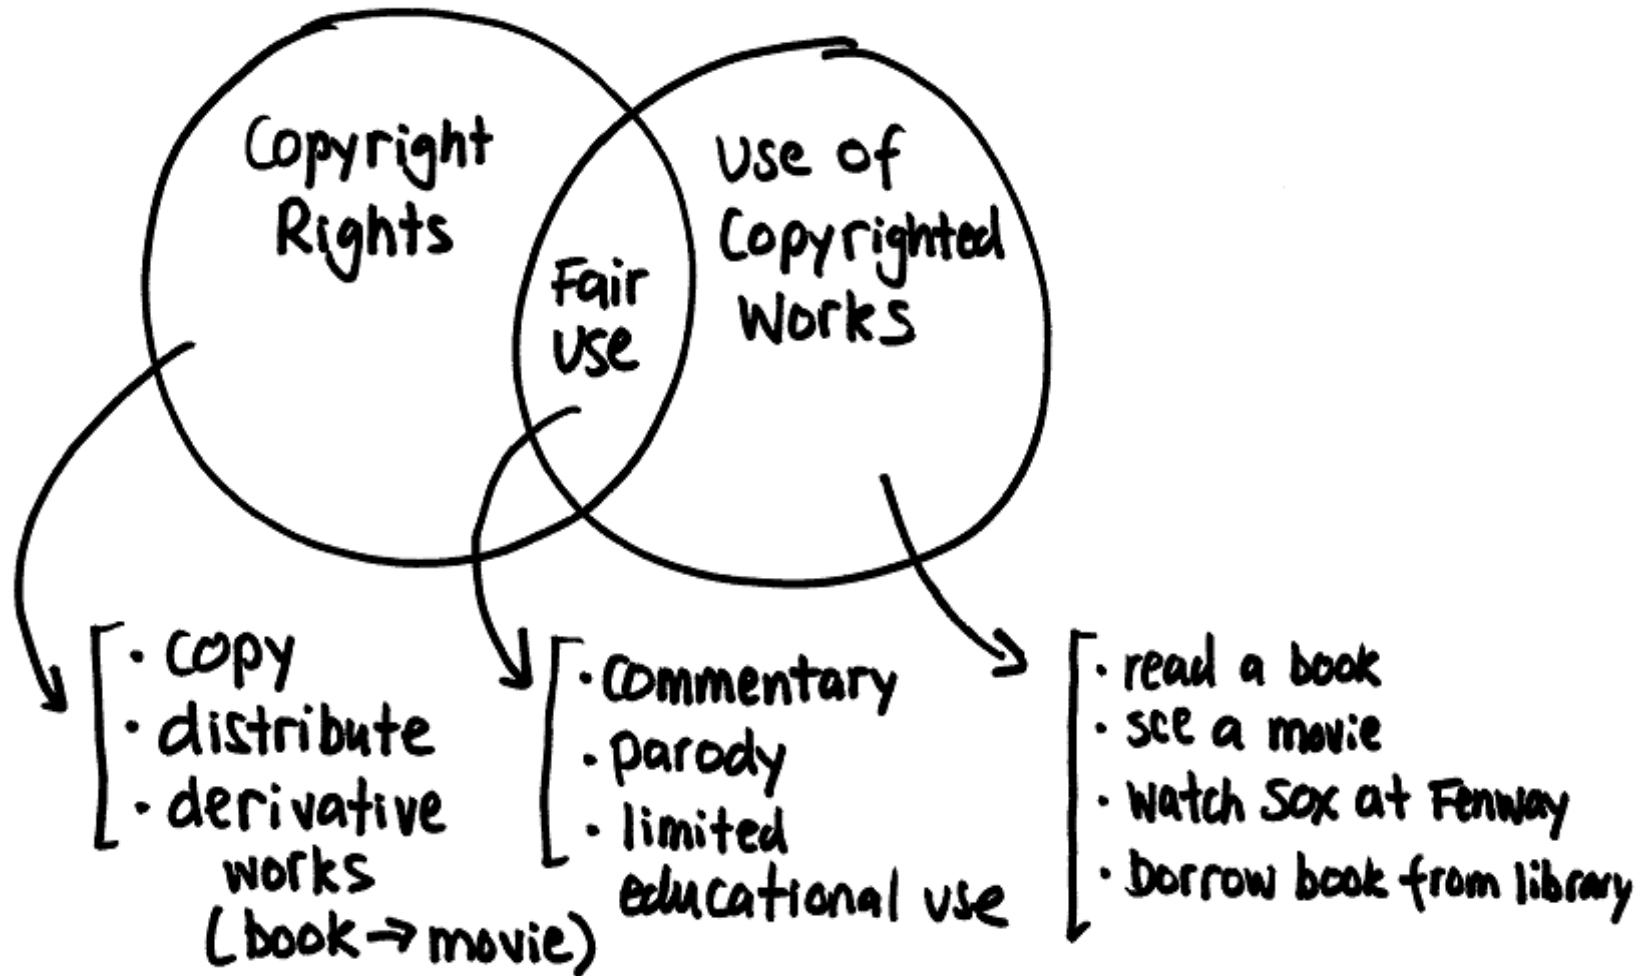 Copyright
Rights
Fair
Use
Use of
Copyrighted
Works
· copy
· distribute
· derivative
works
(book → movie)
· commentary
· parody
· limited
educational use
· read a book
· see a movie
· watch Sox at Fenway
· borrow book from library